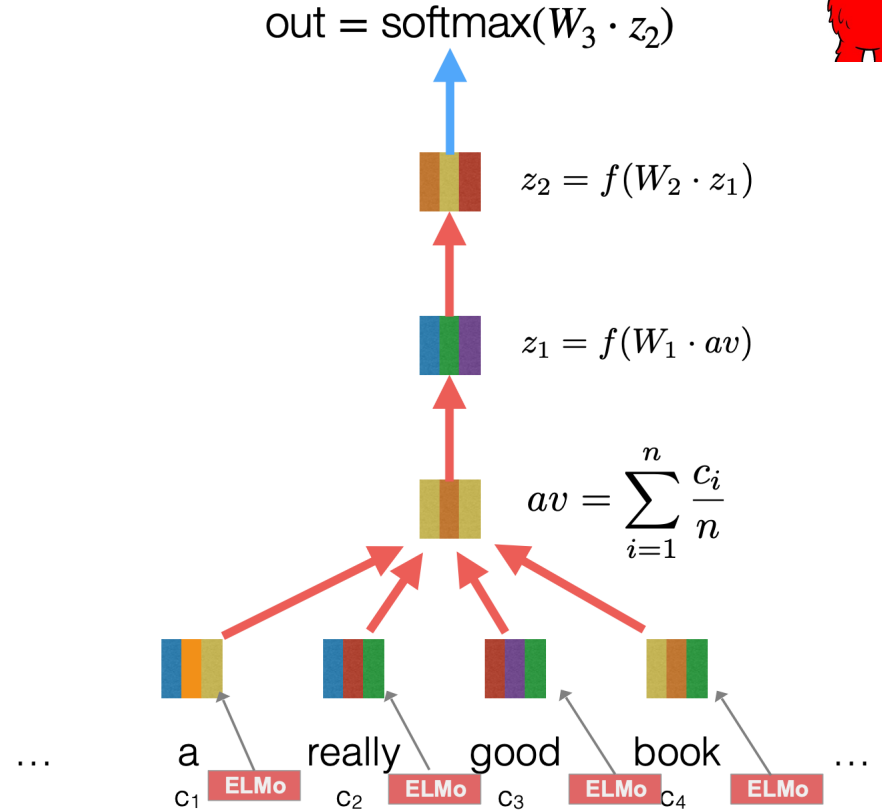 out = softmax(W₃ · z₂)
z₂ = f(W₂ · z₁)
z₁ = f(W₁ · av)
av = ∑ᵢ₌₁ⁿ cᵢ/n
... a really good book ...
c₁ ELMo c₂ ELMo c₃ ELMo c₄ ELMo